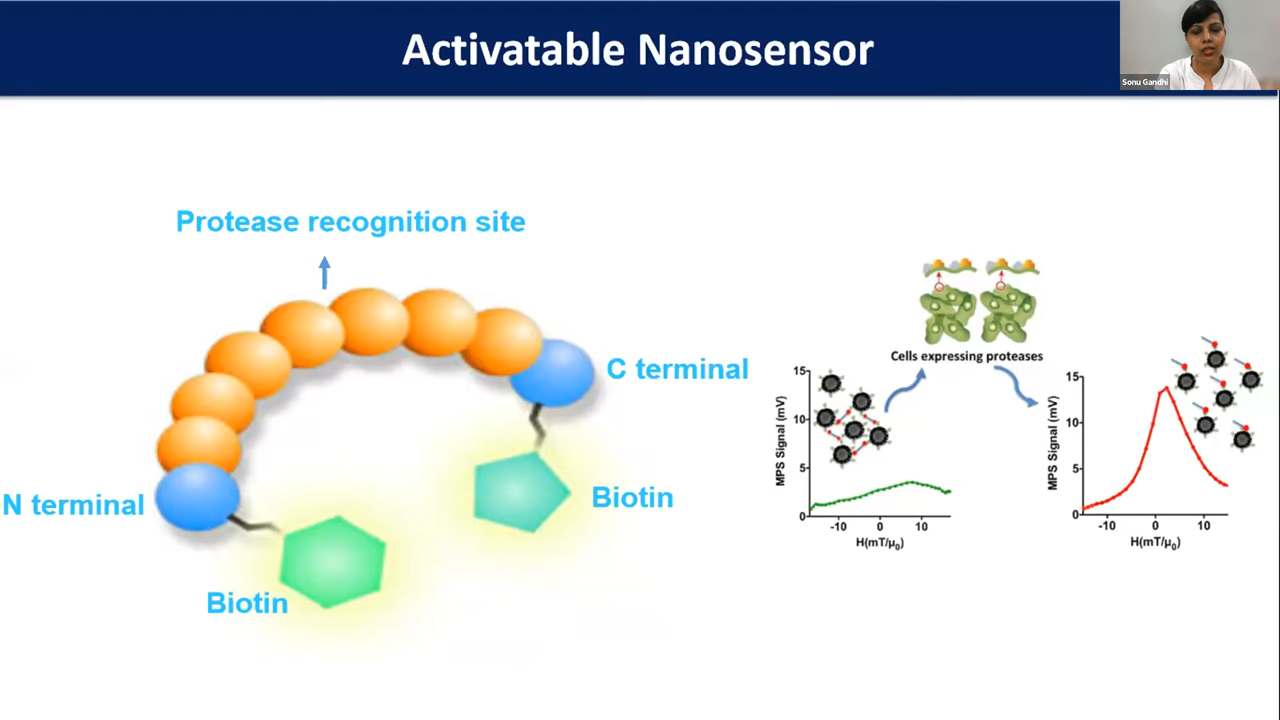 Activatable Nanosensor
Sonu Gandhi
Protease recognition site
C terminal
N terminal
Biotin
Biotin
Cells expressing proteases
MPS Signal (mV)
15
10
5
0
-10
0
10
H(mT/μ0)
MPS Signal (mV)
15
10
5
0
-10
0
10
H(mT/μ0)